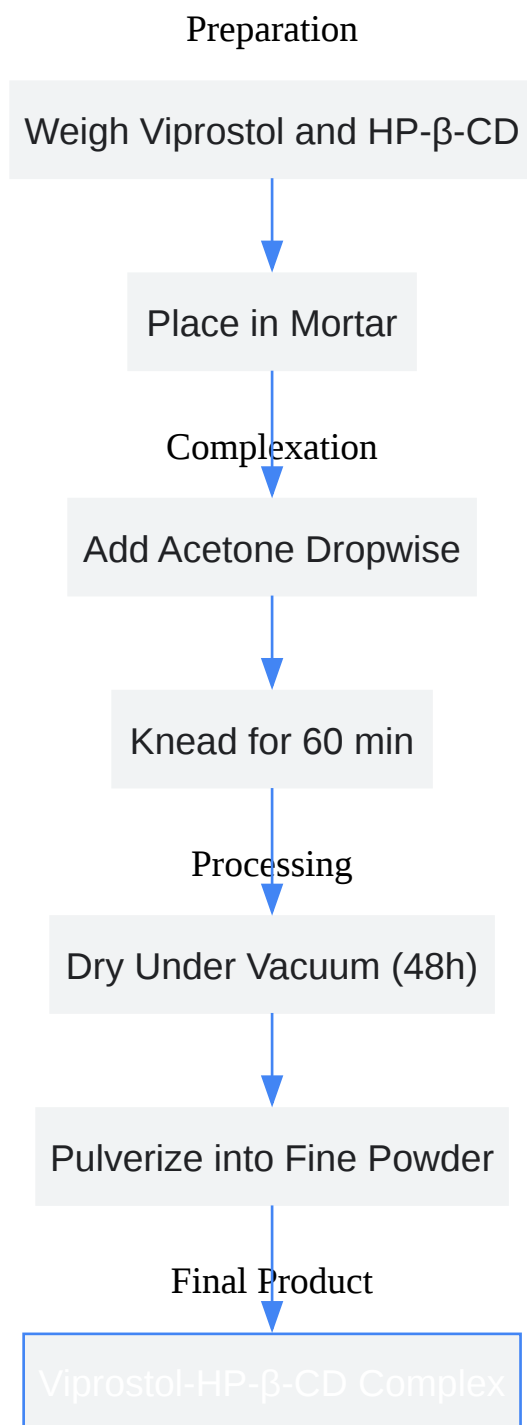 Preparation
Weigh Viprostol and HP-β-CD
Place in Mortar
Complexation
Add Acetone Dropwise
Knead for 60 min
Processing
Dry Under Vacuum (48h)
Pulverize into Fine Powder
Final Product
Viprostol-HP-β-CD Complex